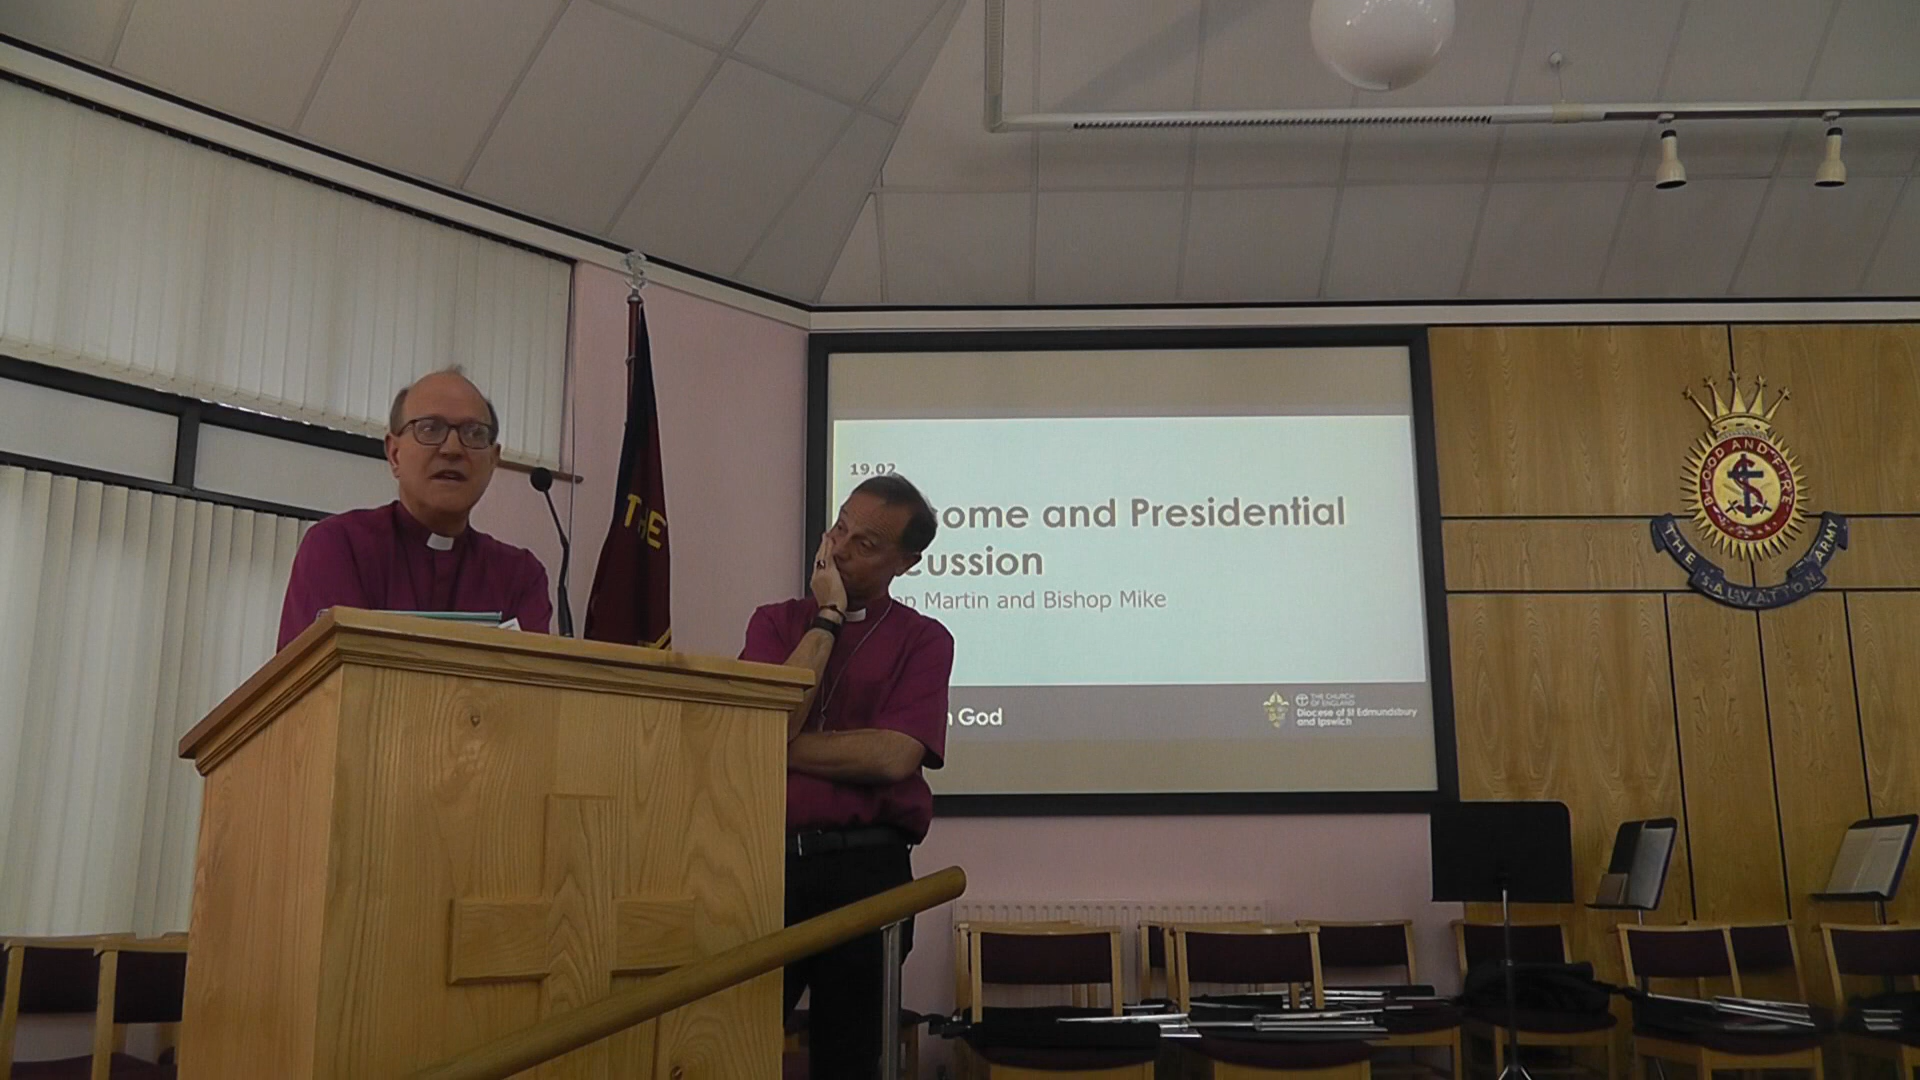 19.02
come and Presidential
cussion
op Martin and Bishop Mike
n God
THE CHURCH
OF ENGLAND
Diocese of St Edmundsbury
and Ipswich
THE
BLOOD AND FIRE
THE SALVATION ARMY